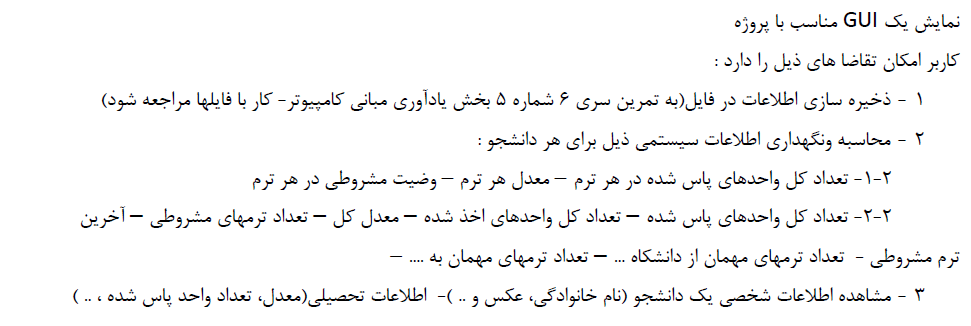 نمایش یک GUI مناسب با پروژه
کاربر امکان تقاضا های ذیل را دارد :
۱ - ذخیره سازی اطلاعات در فایل(به تمرین سری ۶ شماره ۵ بخش یادآوری مبانی کامپیوتر- کار با فایلها مراجعه شود)
۲ - محاسبه ونگهداری اطلاعات سیستمی ذیل برای هر دانشجو :
۲-۱- تعداد کل واحدهای پاس شده در هر ترم – معدل هر ترم – وضیت مشروطی در هر ترم
۲-۲- تعداد کل واحدهای پاس شده – تعداد کل واحدهای اخذ شده – معدل کل – تعداد ترمهای مشروطی – آخرین
ترم مشروطی - تعداد ترمهای مهمان از دانشگاه ... – تعداد ترمهای مهمان به .... –
۳ - مشاهده اطلاعات شخصی یک دانشجو (نام خانوادگی، عکس و .. )- اطلاعات تحصیلی(معدل، تعداد واحد پاس شده ، .. )